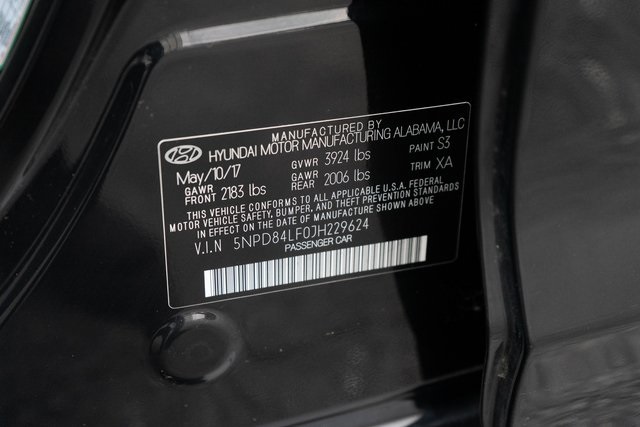 MANUFACTURED BY
HYUNDAI MOTOR MANUFACTURING ALABAMA, LLC
May/10/17 GVWR 3924 lbs PAINT S3
GAWR FRONT 2183 lbs GAWR REAR 2006 lbs TRIM XA
THIS VEHICLE CONFORMS TO ALL APPLICABLE U.S.A. FEDERAL
MOTOR VEHICLE SAFETY, BUMPER, AND THEFT PREVENTION STANDARDS
IN EFFECT ON THE DATE OF MANUFACTURE SHOWN ABOVE
V.I.N 5NPD84LF0JH229624
PASSENGER CAR